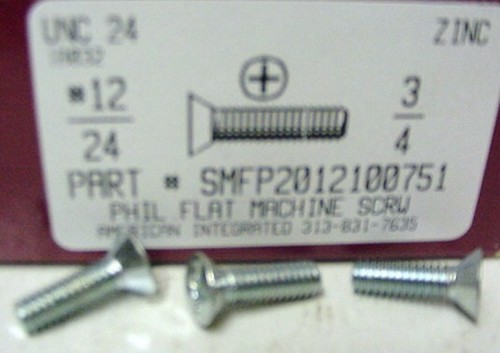 UNC 24 ZINC
#12 3
24 4
PART # SMFP2012100751
PHIL FLAT MACHINE SCRW
AMERICAN INTEGRATED 313-831-7635